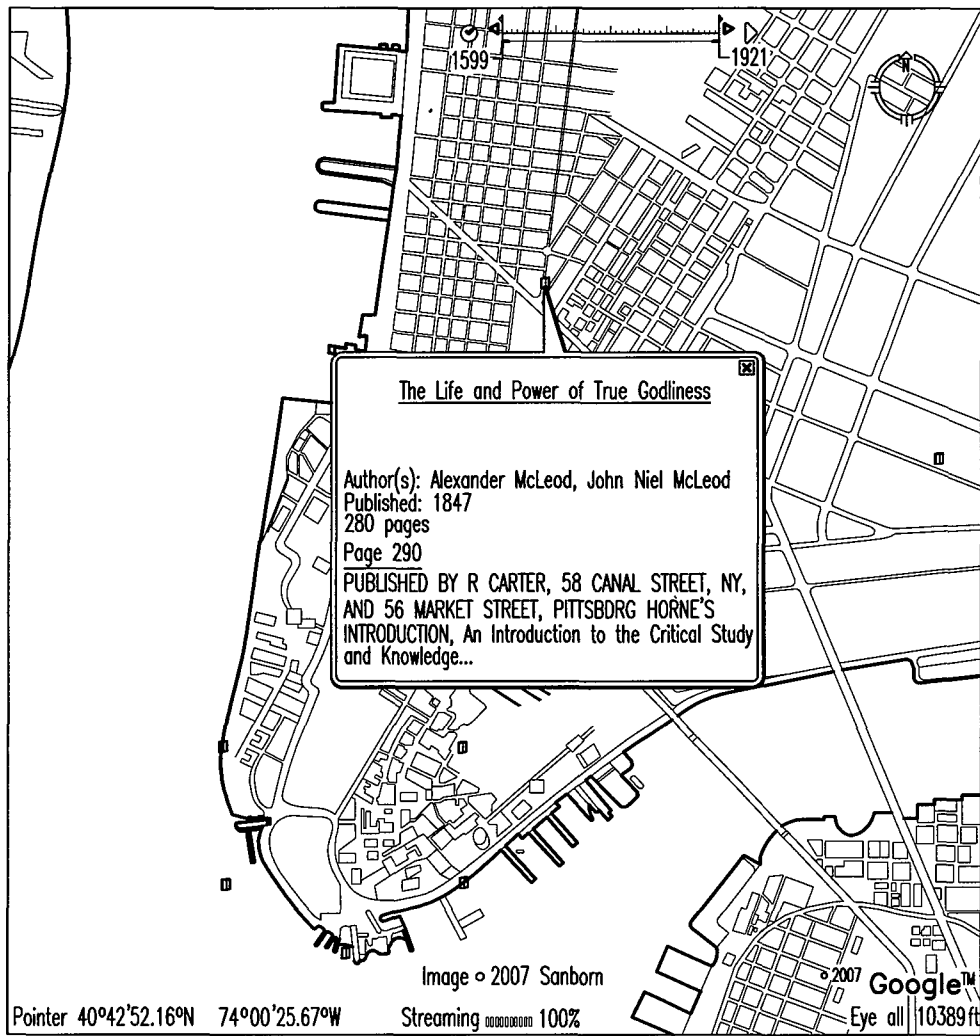 1599
1921
N
The Life and Power of True Godliness
Author(s): Alexander McLeod, John Niel McLeod
Published: 1847
280 pages
Page 290
PUBLISHED BY R CARTER, 58 CANAL STREET, NY,
AND 56 MARKET STREET, PITTSBDRG HORNE'S
INTRODUCTION, An Introduction to the Critical Study
and Knowledge...
Image © 2007 Sanborn
© 2007 Google™
Pointer 40°42'52.16"N 74°00'25.67"W Streaming 100% Eye all 10389ft